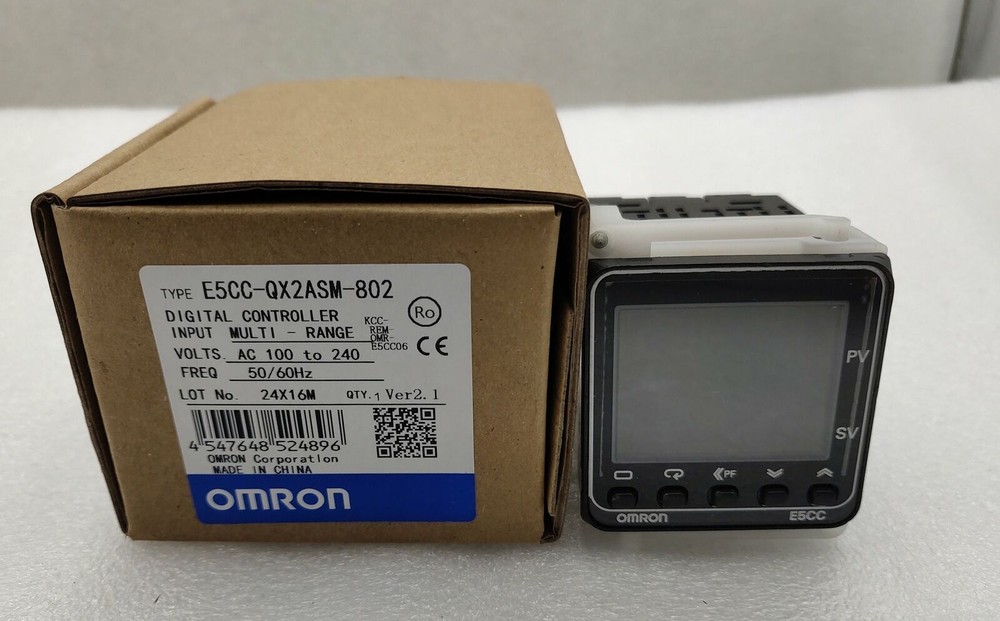 TYPE E5CC-QX2ASM-802
DIGITAL CONTROLLER
INPUT MULTI - RANGE
KCC-
REM-
OMR-
E5CC06
Ro
CE
VOLTS. AC 100 to 240
FREQ 50/60Hz
LOT No. 24X16M QTY.1 Ver2.1
4 547648 524896
OMRON Corporation
MADE IN CHINA
OMRON
PV
SV
PF
OMRON E5CC